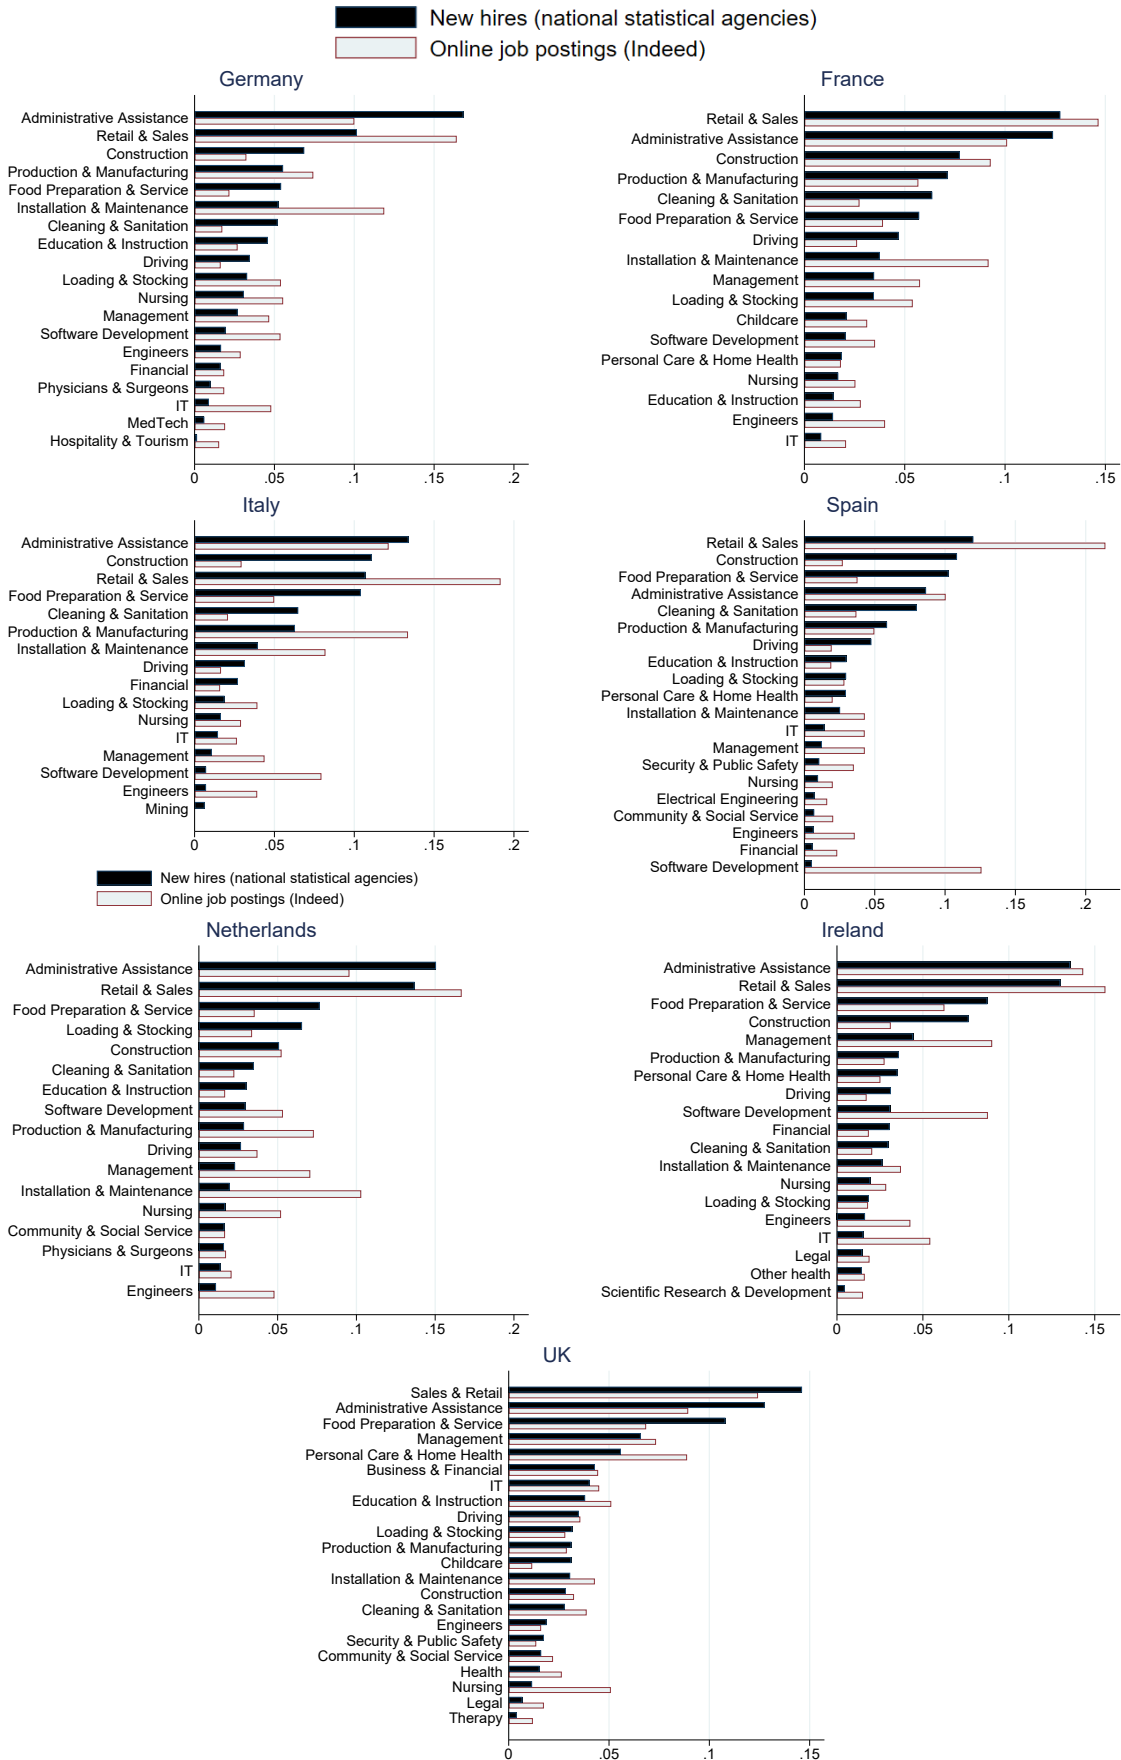 New hires (national statistical agencies)
Online job postings (Indeed)
Germany
Administrative Assistance
Retail & Sales
Construction
Production & Manufacturing
Food Preparation & Service
Installation & Maintenance
Cleaning & Sanitation
Education & Instruction
Driving
Loading & Stocking
Nursing
Management
Software Development
Engineers
Financial
Physicians & Surgeons
IT
MedTech
Hospitality & Tourism
0 .05 .1 .15 .2
France
Retail & Sales
Administrative Assistance
Construction
Production & Manufacturing
Cleaning & Sanitation
Food Preparation & Service
Driving
Installation & Maintenance
Management
Loading & Stocking
Childcare
Software Development
Personal Care & Home Health
Nursing
Education & Instruction
Engineers
IT
0 .05 .1 .15
Italy
Administrative Assistance
Construction
Retail & Sales
Food Preparation & Service
Cleaning & Sanitation
Production & Manufacturing
Installation & Maintenance
Driving
Financial
Loading & Stocking
Nursing
IT
Management
Software Development
Engineers
Mining
0 .05 .1 .15 .2
New hires (national statistical agencies)
Online job postings (Indeed)
Spain
Retail & Sales
Construction
Food Preparation & Service
Administrative Assistance
Cleaning & Sanitation
Production & Manufacturing
Driving
Education & Instruction
Loading & Stocking
Personal Care & Home Health
Installation & Maintenance
IT
Management
Security & Public Safety
Nursing
Electrical Engineering
Community & Social Service
Engineers
Financial
Software Development
0 .05 .1 .15 .2
Netherlands
Administrative Assistance
Retail & Sales
Food Preparation & Service
Loading & Stocking
Construction
Cleaning & Sanitation
Education & Instruction
Software Development
Production & Manufacturing
Driving
Management
Installation & Maintenance
Nursing
Community & Social Service
Physicians & Surgeons
IT
Engineers
0 .05 .1 .15 .2
Ireland
Administrative Assistance
Retail & Sales
Food Preparation & Service
Construction
Management
Production & Manufacturing
Personal Care & Home Health
Driving
Software Development
Financial
Cleaning & Sanitation
Installation & Maintenance
Nursing
Loading & Stocking
Engineers
IT
Legal
Other health
Scientific Research & Development
0 .05 .1 .15
UK
Sales & Retail
Administrative Assistance
Food Preparation & Service
Management
Personal Care & Home Health
Business & Financial
IT
Education & Instruction
Driving
Loading & Stocking
Production & Manufacturing
Childcare
Installation & Maintenance
Construction
Cleaning & Sanitation
Engineers
Security & Public Safety
Community & Social Service
Health
Nursing
Legal
Therapy
0 .05 .1 .15